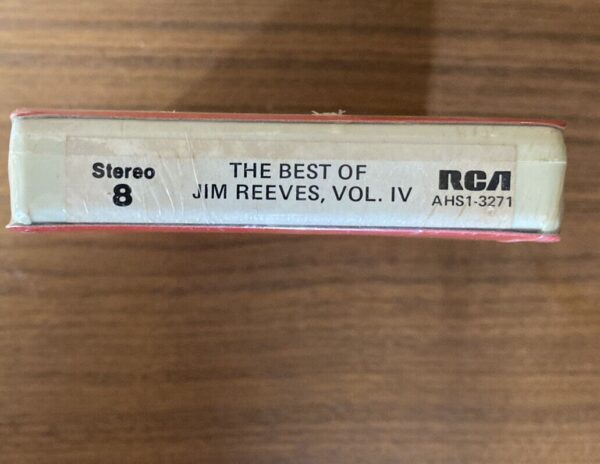 Stereo
8
THE BEST OF
JIM REEVES, VOL. IV
RCA
AHS1-3271